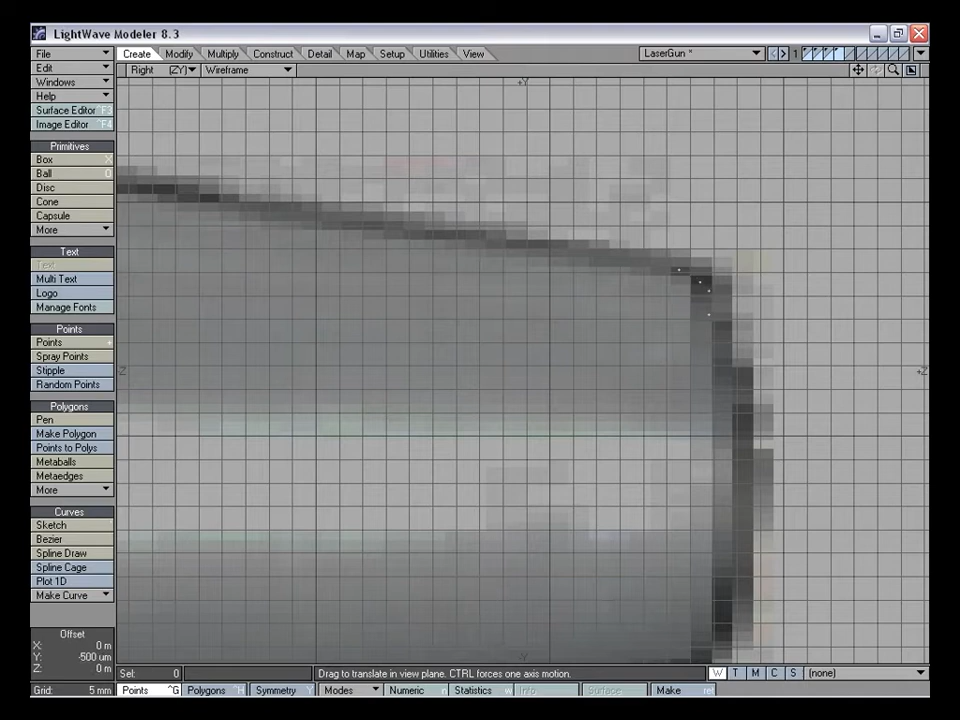 LightWave Modeler 8.3
File Create Modify Multiply Construct Detail Map Setup Utilities View LaserGun * 1
Edit Right (ZY) Wireframe
Windows
Help
Surface Editor F3
Image Editor ^F4
Primitives
Box X
Ball O
Disc
Cone
Capsule
More
Text
Text
Multi Text
Logo
Manage Fonts
Points
Points +
Spray Points
Stipple
Random Points
Polygons
Pen
Make Polygon
Points to Polys
Metaballs
Metaedges
More
Curves
Sketch
Bezier
Spline Draw
Spline Cage
Plot 1D
Make Curve
Offset
X: 0 m
Y: -500 um
Z: 0 m
Grid: 5 mm
+Y
Z
+Z
-Y
Sel: 0 Drag to translate in view plane. CTRL forces one axis motion. W T M C S (none)
Points ^G Polygons ^H Symmetry Y Modes Numeric n Statistics w Info Surface Make ret